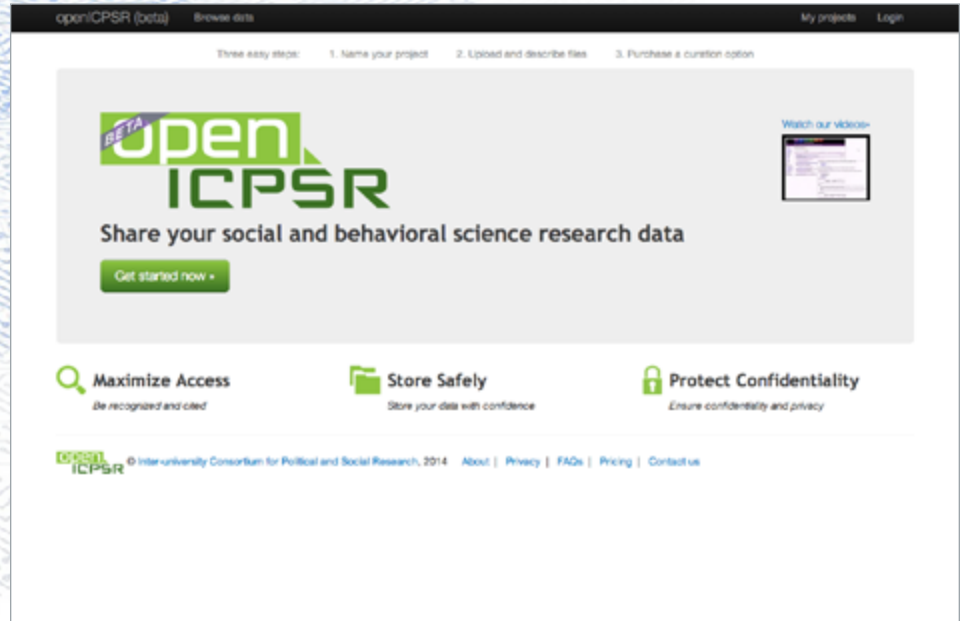 openICPSR (beta) Browse data My projects Login
Three easy steps: 1. Name your project 2. Upload and describe files 3. Purchase a curation option
BETA
open
ICPSR
Watch our videos»
Share your social and behavioral science research data
Get started now »
Maximize Access Store Safely Protect Confidentiality
Be recognized and cited Store your data with confidence Ensure confidentiality and privacy
open
ICPSR
© Inter-university Consortium for Political and Social Research, 2014 About | Privacy | FAQs | Pricing | Contact us